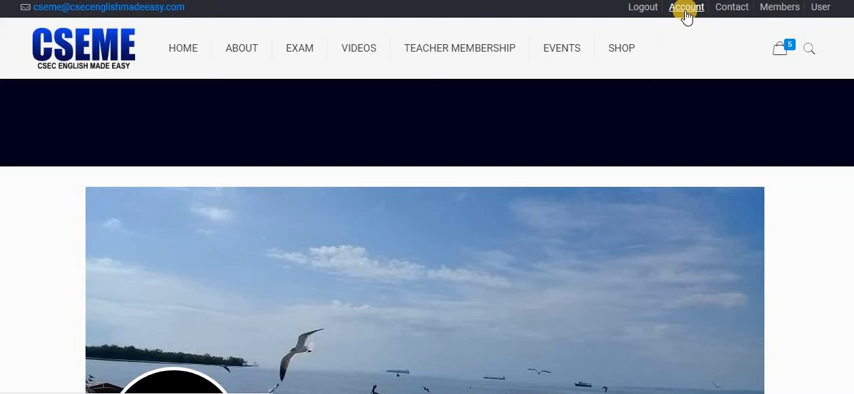 cseme@csecenglishmadeeasy.com Logout Account Contact Members User
CSEME
CSEC ENGLISH MADE EASY
HOME ABOUT EXAM VIDEOS TEACHER MEMBERSHIP EVENTS SHOP 5